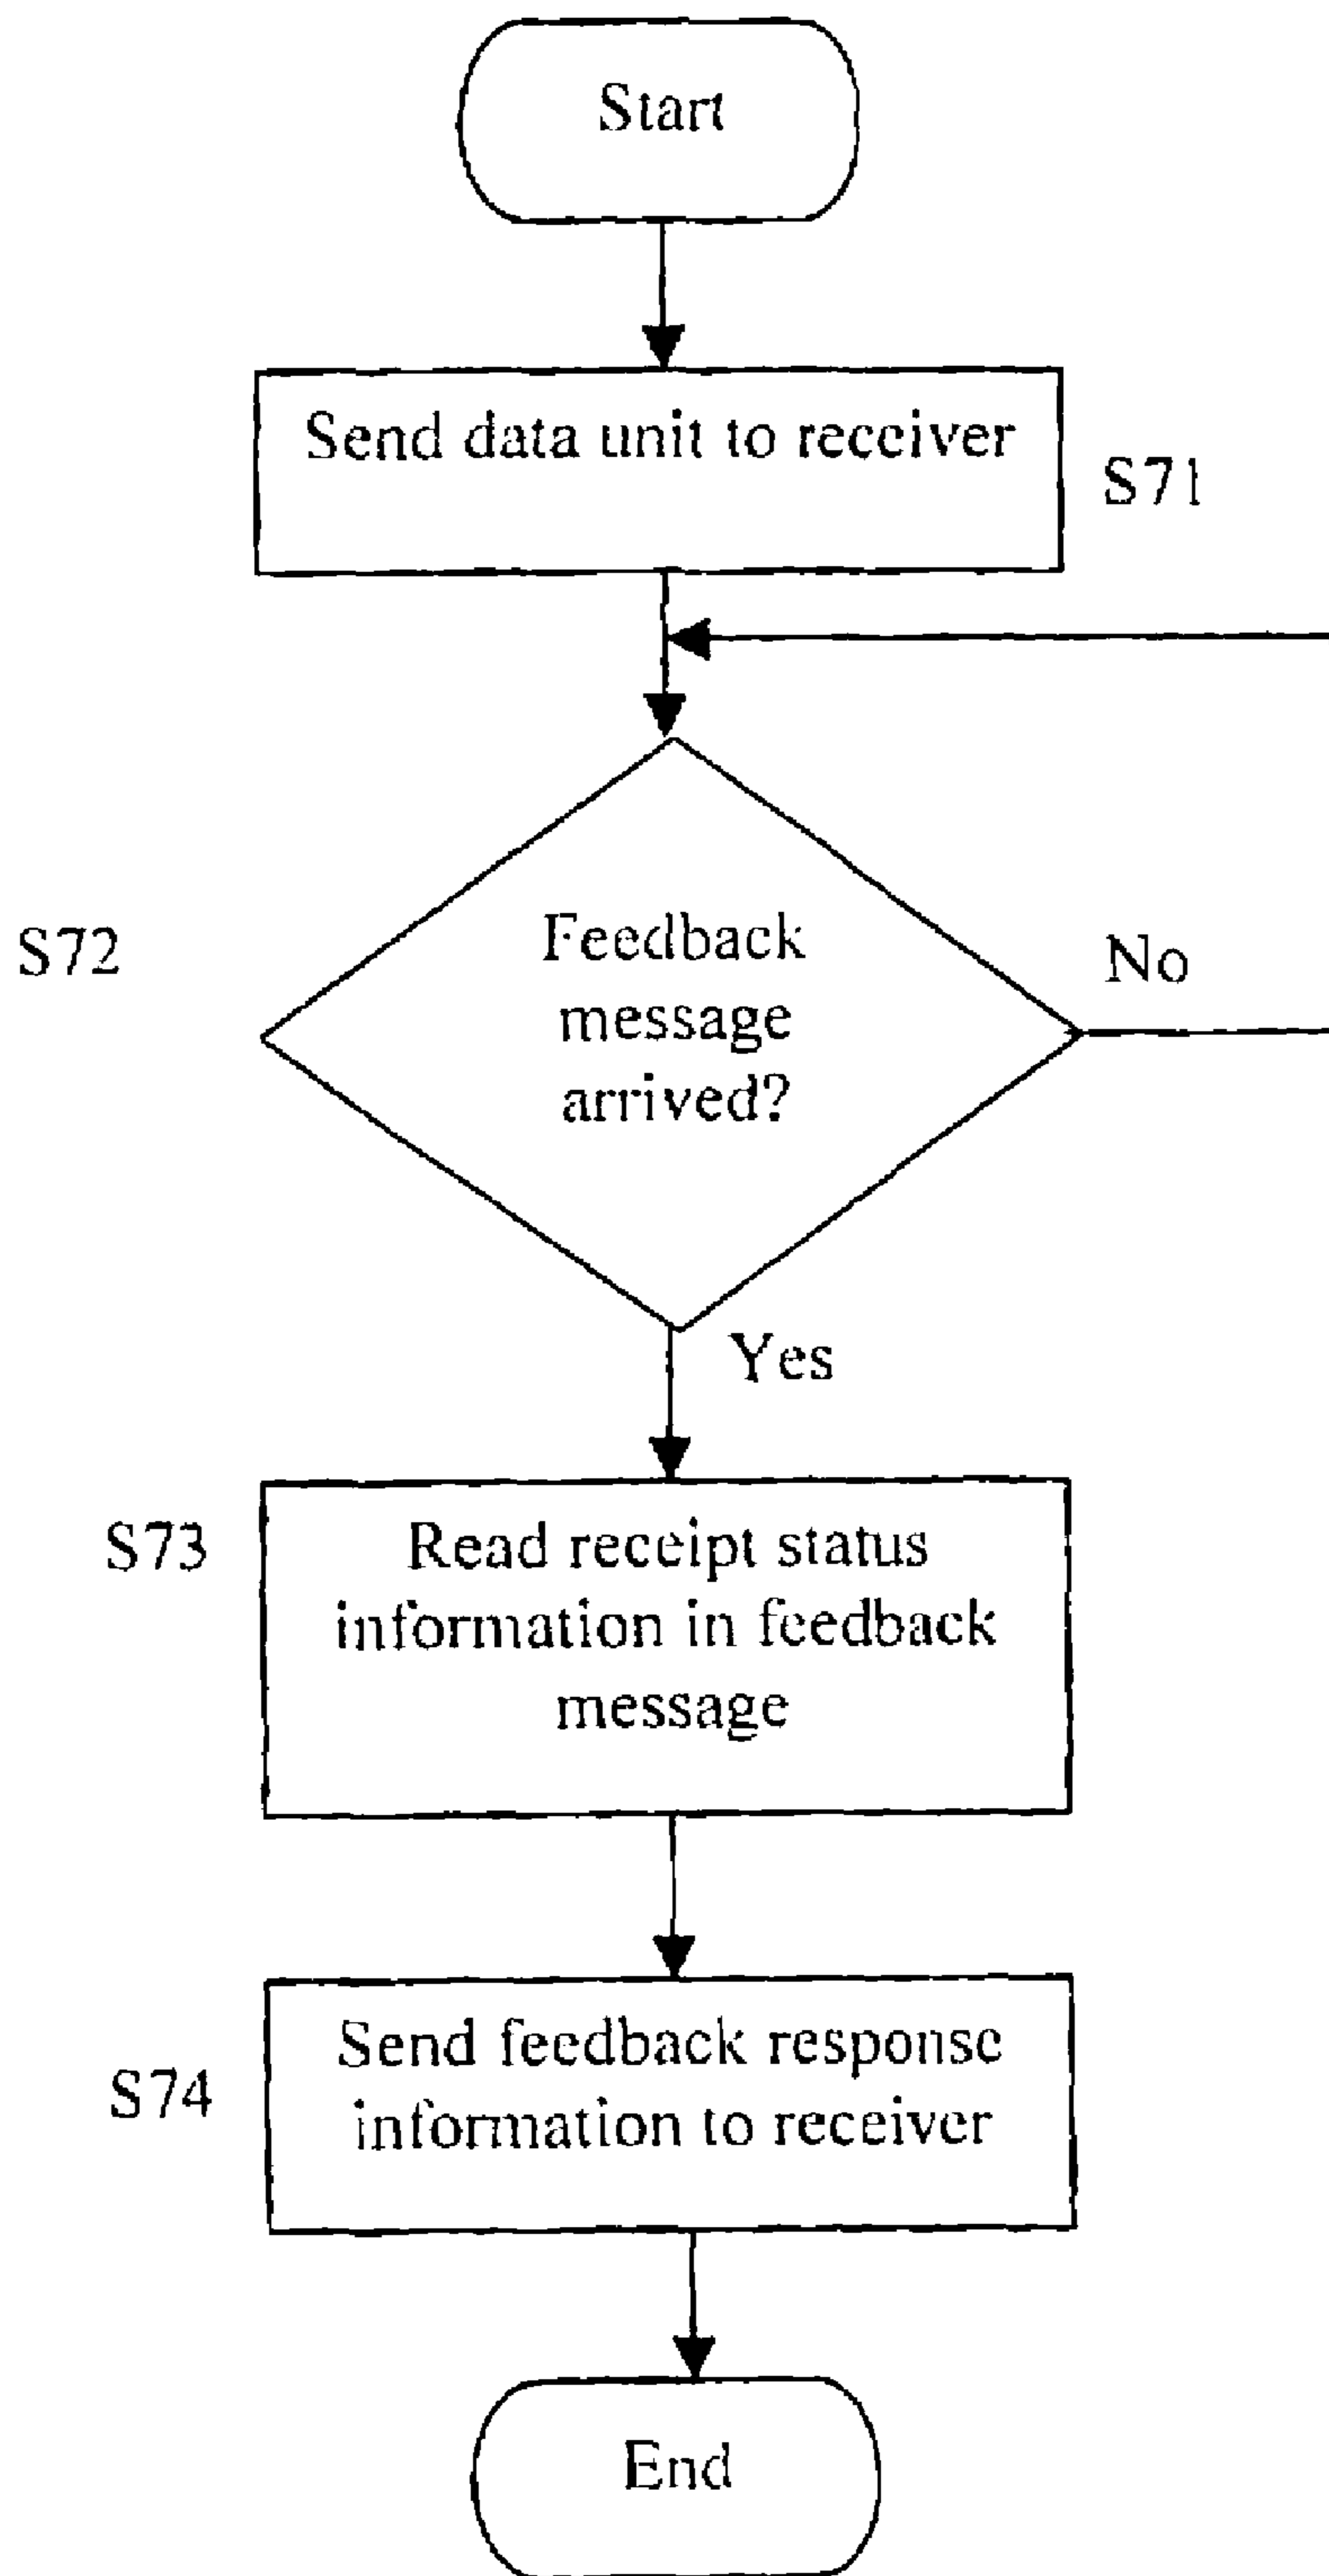 Start
Send data unit to receiver
S71
S72
Feedback
message
arrived?
No
Yes
S73
Read receipt status
information in feedback
message
S74
Send feedback response
information to receiver
End